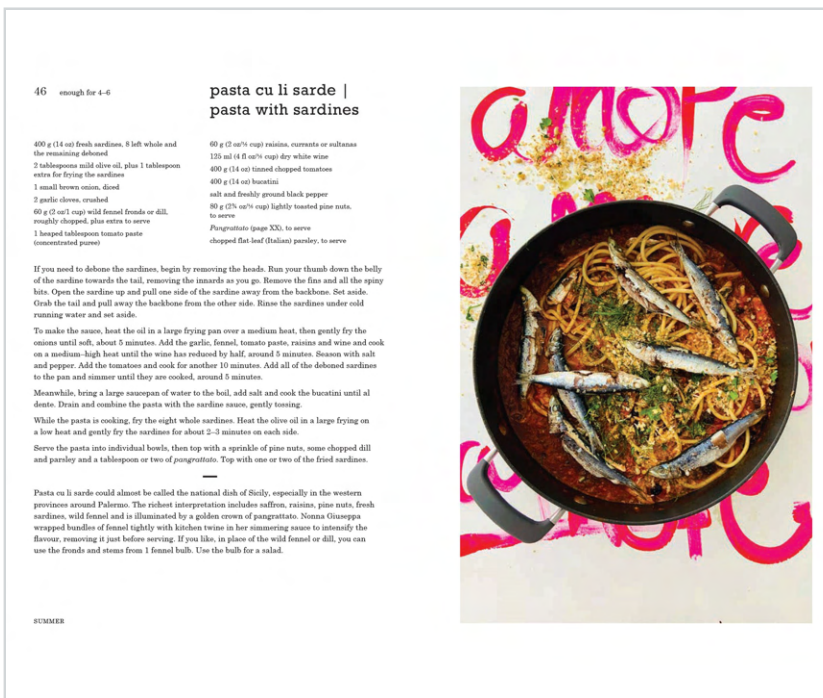 46 enough for 4–6
pasta cu li sarde |
pasta with sardines
400 g (14 oz) fresh sardines, 8 left whole and
the remaining deboned
2 tablespoons mild olive oil, plus 1 tablespoon
extra for frying the sardines
1 small brown onion, diced
2 garlic cloves, crushed
60 g (2 oz/1 cup) wild fennel fronds or dill,
roughly chopped, plus extra to serve
1 heaped tablespoon tomato paste
(concentrated puree)
60 g (2 oz/½ cup) raisins, currants or sultanas
125 ml (4 fl oz/½ cup) dry white wine
400 g (14 oz) tinned chopped tomatoes
400 g (14 oz) bucatini
salt and freshly ground black pepper
80 g (2¾ oz/½ cup) lightly toasted pine nuts,
to serve
Pangrattato (page XX), to serve
chopped flat-leaf (Italian) parsley, to serve
If you need to debone the sardines, begin by removing the heads. Run your thumb down the belly
of the sardine towards the tail, removing the innards as you go. Remove the fins and all the spiny
bits. Open the sardine up and pull one side of the sardine away from the backbone. Set aside.
Grab the tail and pull away the backbone from the other side. Rinse the sardines under cold
running water and set aside.
To make the sauce, heat the oil in a large frying pan over a medium heat, then gently fry the
onions until soft, about 5 minutes. Add the garlic, fennel, tomato paste, raisins and wine and cook
on a medium–high heat until the wine has reduced by half, around 5 minutes. Season with salt
and pepper. Add the tomatoes and cook for another 10 minutes. Add all of the deboned sardines
to the pan and simmer until they are cooked, around 5 minutes.
Meanwhile, bring a large saucepan of water to the boil, add salt and cook the bucatini until al
dente. Drain and combine the pasta with the sardine sauce, gently tossing.
While the pasta is cooking, fry the eight whole sardines. Heat the olive oil in a large frying on
a low heat and gently fry the sardines for about 2–3 minutes on each side.
Serve the pasta into individual bowls, then top with a sprinkle of pine nuts, some chopped dill
and parsley and a tablespoon or two of pangrattato. Top with one or two of the fried sardines.
Pasta cu li sarde could almost be called the national dish of Sicily, especially in the western
provinces around Palermo. The richest interpretation includes saffron, raisins, pine nuts, fresh
sardines, wild fennel and is illuminated by a golden crown of pangrattato. Nonna Giuseppa
wrapped bundles of fennel tightly with kitchen twine in her simmering sauce to intensify the
flavour, removing it just before serving. If you like, in place of the wild fennel or dill, you can
use the fronds and stems from 1 fennel bulb. Use the bulb for a salad.
SUMMER
amore